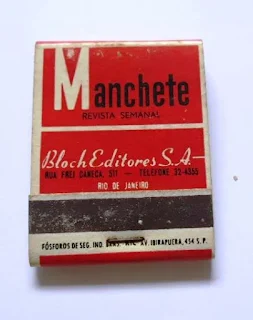 Manchete
REVISTA SEMANAL
Bloch Editores S.A.
RUA FREI CANECA, 511 — TELEFONE 32-4355
RIO DE JANEIRO
FÓSFOROS DE SEG. IND. BRAS. AV. IBIRAPUERA, 454 S. P.